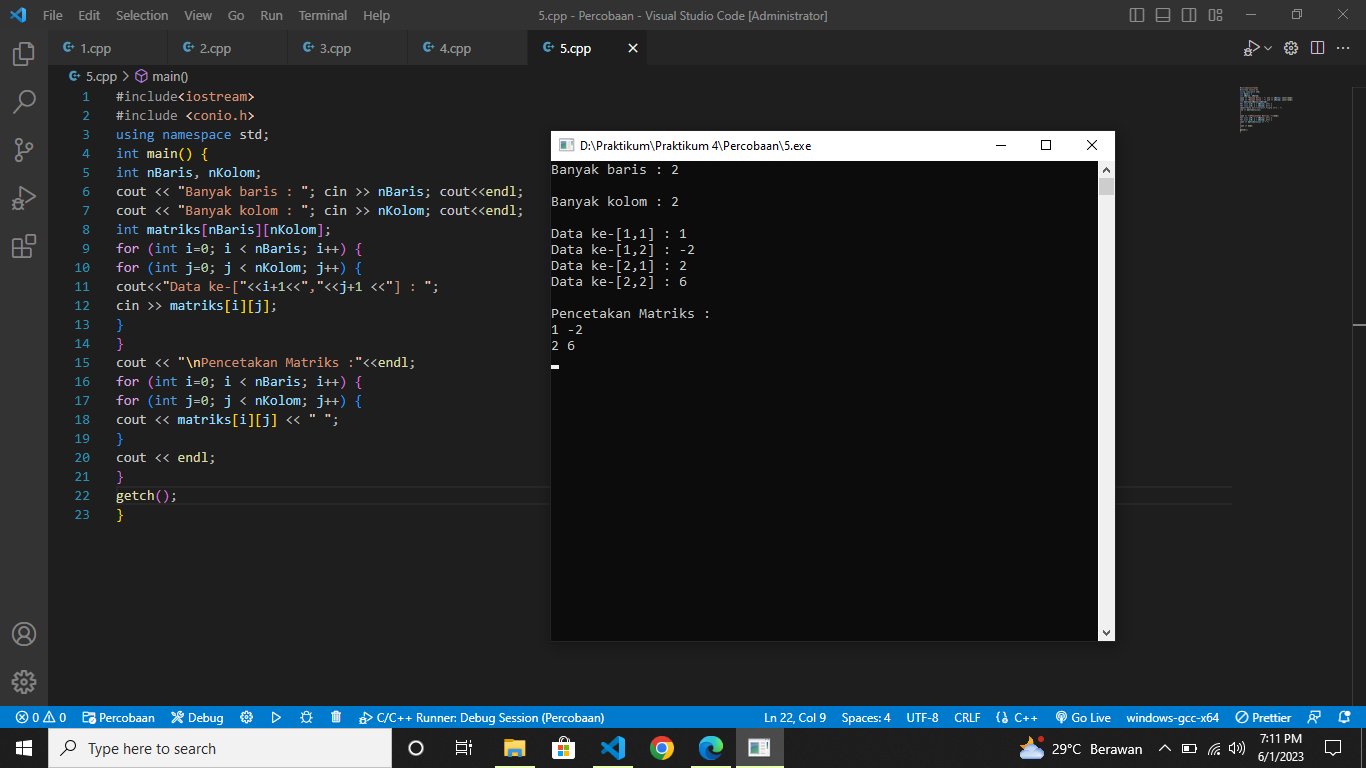 File Edit Selection View Go Run Terminal Help 5.cpp - Percobaan - Visual Studio Code [Administrator]
1.cpp 2.cpp 3.cpp 4.cpp 5.cpp
5.cpp > main()
1 #include<iostream>
2 #include <conio.h>
3 using namespace std;
4 int main() {
5 int nBaris, nKolom;
6 cout << "Banyak baris : "; cin >> nBaris; cout<<endl;
7 cout << "Banyak kolom : "; cin >> nKolom; cout<<endl;
8 int matriks[nBaris][nKolom];
9 for (int i=0; i < nBaris; i++) {
10 for (int j=0; j < nKolom; j++) {
11 cout<<"Data ke-["<<i+1<<","<<j+1 <<"] : ";
12 cin >> matriks[i][j];
13 }
14 }
15 cout << "\nPencetakan Matriks :"<<endl;
16 for (int i=0; i < nBaris; i++) {
17 for (int j=0; j < nKolom; j++) {
18 cout << matriks[i][j] << " ";
19 }
20 cout << endl;
21 }
22 getch();
23 }
D:\Praktikum\Praktikum 4\Percobaan\5.exe
Banyak baris : 2
Banyak kolom : 2
Data ke-[1,1] : 1
Data ke-[1,2] : -2
Data ke-[2,1] : 2
Data ke-[2,2] : 6
Pencetakan Matriks :
1 -2
2 6
0 0 Percobaan Debug C/C++ Runner: Debug Session (Percobaan) Ln 22, Col 9 Spaces: 4 UTF-8 CRLF {} C++ Go Live windows-gcc-x64 Prettier
Type here to search 29°C Berawan 7:11 PM
6/1/2023